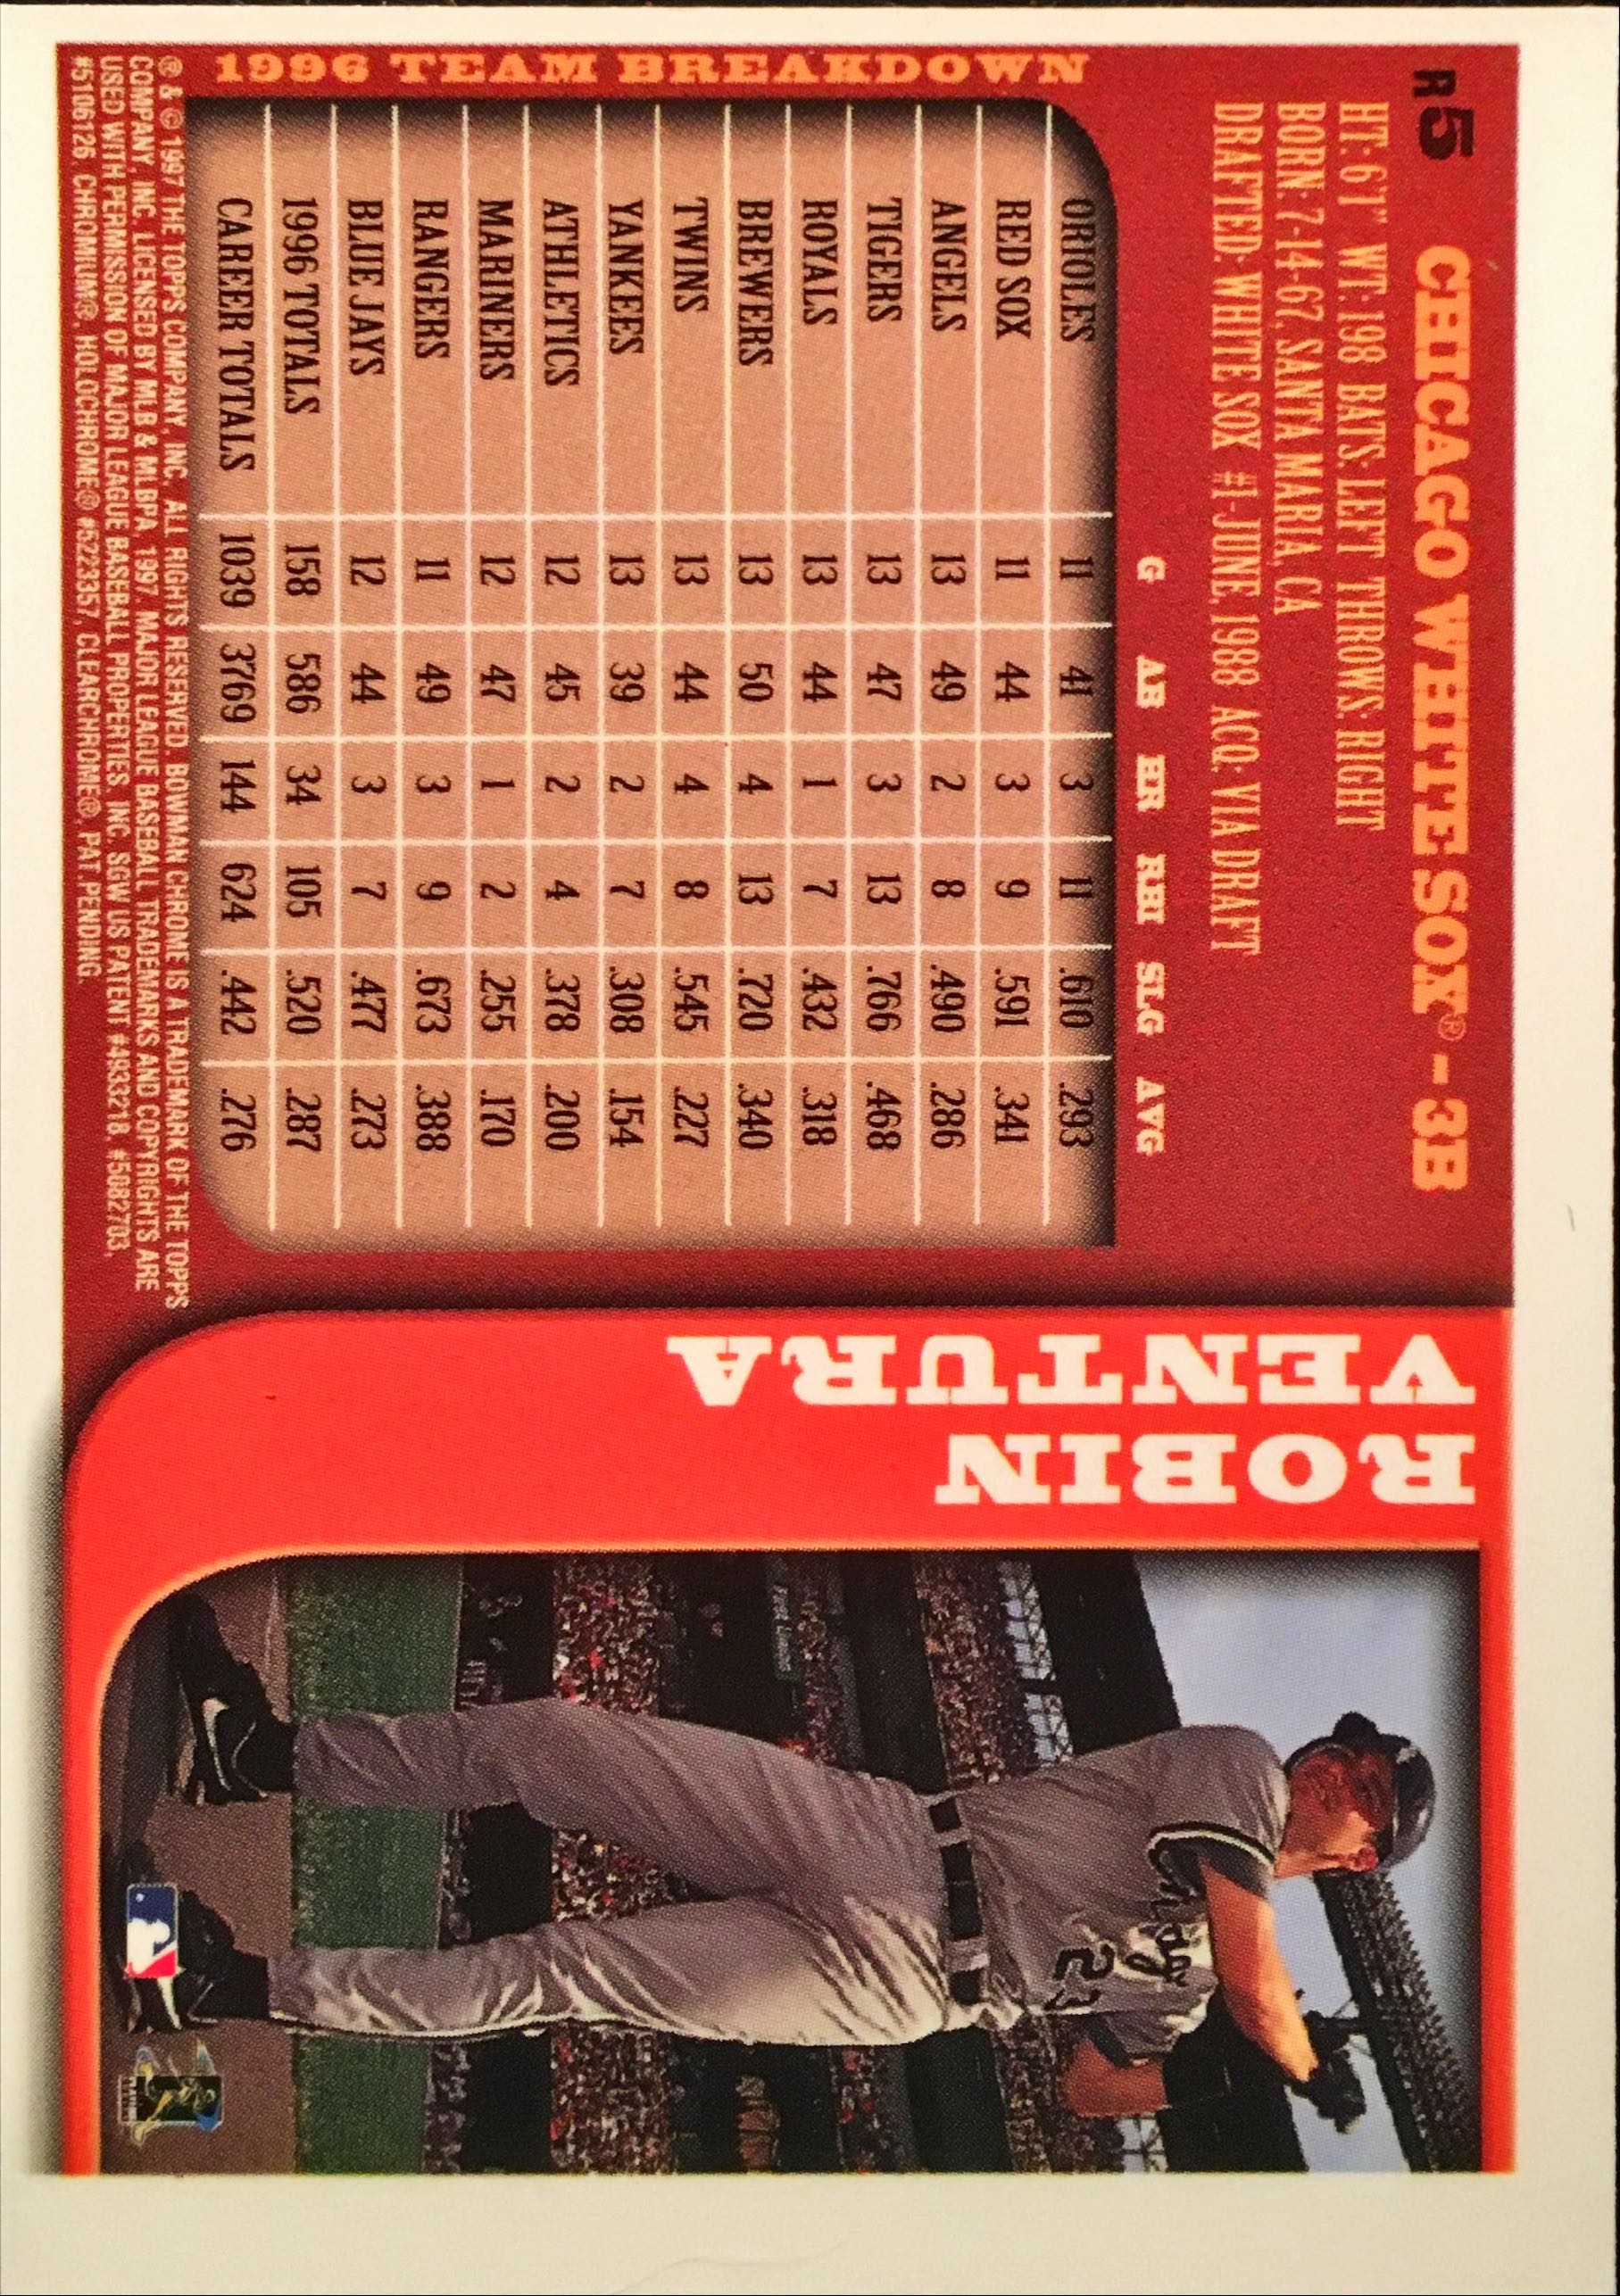 R5 CHICAGO WHITE SOX® - 3B
HT: 6'1" WT: 198 BATS: LEFT THROWS: RIGHT
BORN: 7-14-67, SANTA MARIA, CA
DRAFTED: WHITE SOX #1-JUNE, 1988 ACQ: VIA DRAFT
G AB HR RBI SLG AVG
ORIOLES 11 41 3 11 .610 .293
RED SOX 11 44 3 9 .591 .341
ANGELS 13 49 2 8 .490 .286
TIGERS 13 47 3 13 .766 .468
ROYALS 13 44 1 7 .432 .318
BREWERS 13 50 4 13 .720 .340
TWINS 13 44 4 8 .545 .227
YANKEES 13 39 2 7 .308 .154
ATHLETICS 12 45 2 4 .378 .200
MARINERS 12 47 1 2 .255 .170
RANGERS 11 49 3 9 .673 .388
BLUE JAYS 12 44 3 7 .477 .273
1996 TOTALS 158 586 34 105 .520 .287
CAREER TOTALS 1039 3769 144 624 .442 .276
1996 TEAM BREAKDOWN
® & © 1997 THE TOPPS COMPANY, INC. ALL RIGHTS RESERVED. BOWMAN CHROME IS A TRADEMARK OF THE TOPPS
COMPANY, INC. LICENSED BY MLB & MLBPA, 1997. MAJOR LEAGUE BASEBALL TRADEMARKS AND COPYRIGHTS ARE
USED WITH PERMISSION OF MAJOR LEAGUE BASEBALL PROPERTIES, INC. SGW US PATENT #4933218, #5082703,
#5106126. CHROMIUM®, HOLOCHROME® #5223357, CLEARCHROME®, PAT. PENDING.
ROBIN
VENTURA
23